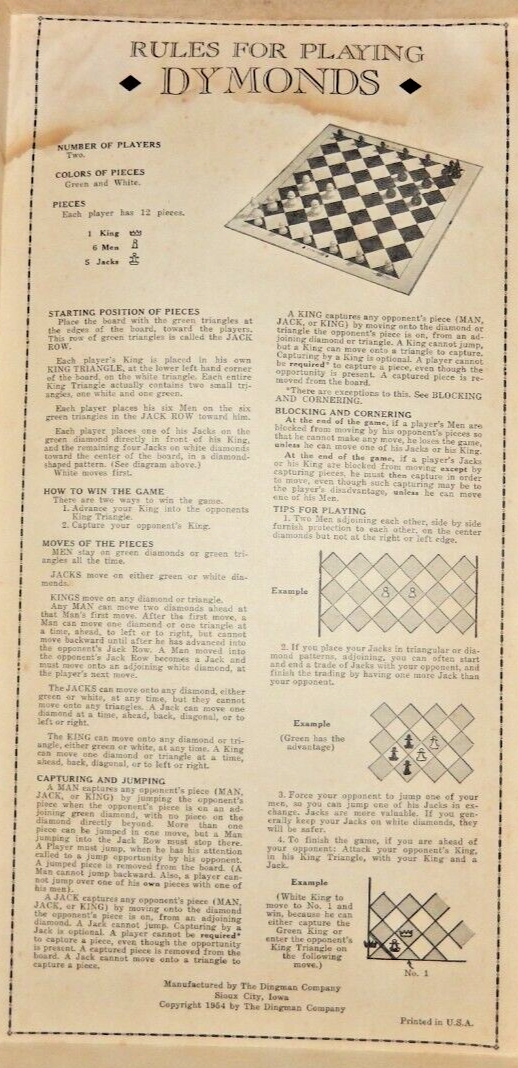 RULES FOR PLAYING
DYMONDS
NUMBER OF PLAYERS
Two.
COLORS OF PIECES
Green and White.
PIECES
Each player has 12 pieces.
1 King
6 Men
5 Jacks
STARTING POSITION OF PIECES
Place the board with the green triangles at
the edges of the board, toward the players.
This row of green triangles is called the JACK
ROW.
Each player's King is placed in his own
KING TRIANGLE, at the lower left hand corner
of the board, on the white triangle. Each entire
King Triangle actually contains two small tri-
angles, one white and one green.
Each player places his six Men on the six
green triangles in the JACK ROW toward him.
Each player places one of his Jacks on the
green diamond directly in front of his King,
and the remaining four Jacks on white diamonds
toward the center of the board, in a diamond-
shaped pattern. (See diagram above.)
White moves first.
HOW TO WIN THE GAME
There are two ways to win the game.
1. Advance your King into the opponents
King Triangle.
2. Capture your opponent's King.
MOVES OF THE PIECES
MEN stay on green diamonds or green tri-
angles all the time.
JACKS move on either green or white dia-
monds.
KINGS move on any diamond or triangle.
Any MAN can move two diamonds ahead at
that Man's first move. After the first move, a
Man can move one diamond or one triangle at
a time, ahead, to left or to right, but cannot
move backward until after he has advanced into
the opponent's Jack Row. A Man moved into
the opponent's Jack Row becomes a Jack and
must move onto an adjoining white diamond, at
the player's next move.
The JACKS can move onto any diamond, either
green or white, at any time, but they cannot
move onto any triangles. A Jack can move one
diamond at a time, ahead, back, diagonal, or to
left or right.
The KING can move onto any diamond or tri-
angle, either green or white, at any time. A King
can move one diamond or triangle at a time,
ahead, back, diagonal, or to left or right.
CAPTURING AND JUMPING
A MAN captures any opponent's piece (MAN,
JACK, or KING) by jumping the opponent's
piece when the opponent's piece is on an ad-
joining green diamond, with no piece on the
diamond directly beyond. More than one
piece can be jumped in one move, but a Man
jumping into the Jack Row must stop there.
A Player must jump, when he has his attention
called to a jump opportunity by his opponent.
A jumped piece is removed from the board. (A
Man cannot jump backward. Also, a player can-
not jump over one of his own pieces with one of
his men).
A JACK captures any opponent's piece (MAN,
JACK, or KING) by moving onto the diamond
the opponent's piece is on, from an adjoining
diamond. A Jack cannot jump. Capturing by a
Jack is optional. A player cannot be required*
to capture a piece, even though the opportunity
is present. A captured piece is removed from the
board. A Jack cannot move onto a triangle to
capture a piece.
A KING captures any opponent's piece (MAN,
JACK, or KING) by moving onto the diamond or
triangle the opponent's piece is on, from an ad-
joining diamond or triangle. A King cannot jump,
but a King can move onto a triangle to capture.
Capturing by a King is optional. A player cannot
be required* to capture a piece, even though the
opportunity is present. A captured piece is re-
moved from the board.
*There are exceptions to this. See BLOCKING
AND CORNERING.
BLOCKING AND CORNERING
At the end of the game, if a player's Men are
blocked from moving by his opponent's pieces so
that he cannot make any move, he loses the game,
unless he can move one of his Jacks or his King.
At the end of the game, if a player's Jacks
or his King are blocked from moving except by
capturing pieces, he must then capture in order
to move, even though such capturing may be to
the player's disadvantage, unless he can move
one of his Men.
TIPS FOR PLAYING
1. Two Men adjoining each other, side by side
furnish protection to each other, on the center
diamonds but not at the right or left edge.
Example
2. If you place your Jacks in triangular or dia-
mond patterns, adjoining, you can often start
and end a trade of Jacks with your opponent, and
finish the trading by having one more Jack than
your opponent.
Example
(Green has the
advantage)
3. Force your opponent to jump one of your
men, so you can jump one of his Jacks in ex-
change. Jacks are more valuable. If you gen-
erally keep your Jacks on white diamonds, they
will be safer.
4. To finish the game, if you are ahead of
your opponent: Attack your opponent's King,
in his King Triangle, with your King and a
Jack.
Example
(White King to
move to No. 1 and
win, because he can
either capture the
Green King or
enter the opponent's
King Triangle on
the following
move.)
No. 1
Manufactured by The Dingman Company
Sioux City, Iowa
Copyright 1954 by The Dingman Company
Printed in U.S.A.